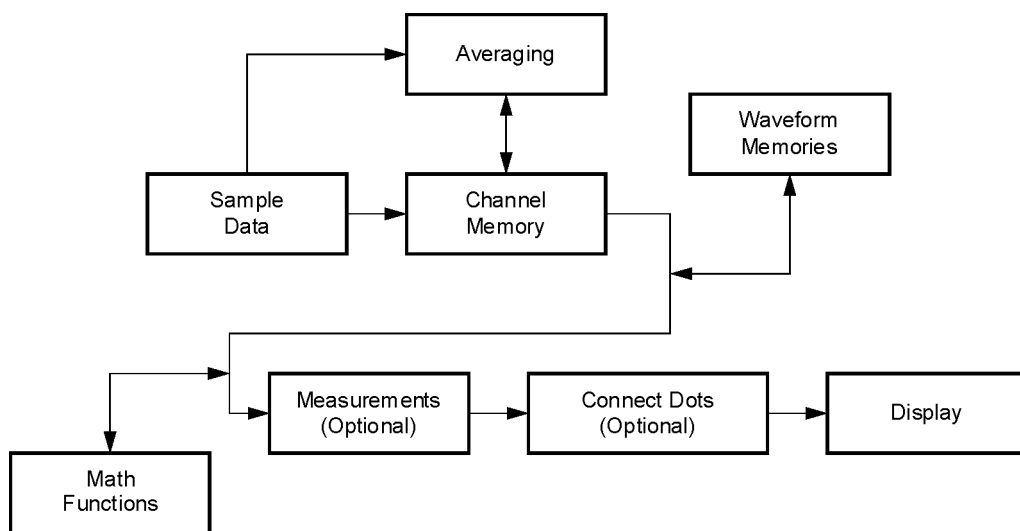 Averaging
Waveform
Memories
Sample
Data
Channel
Memory
Measurements
(Optional)
Connect Dots
(Optional)
Display
Math
Functions